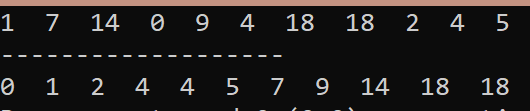 1 7 14 0 9 4 18 18 2 4 5
-------------------
0 1 2 4 4 5 7 9 14 18 18